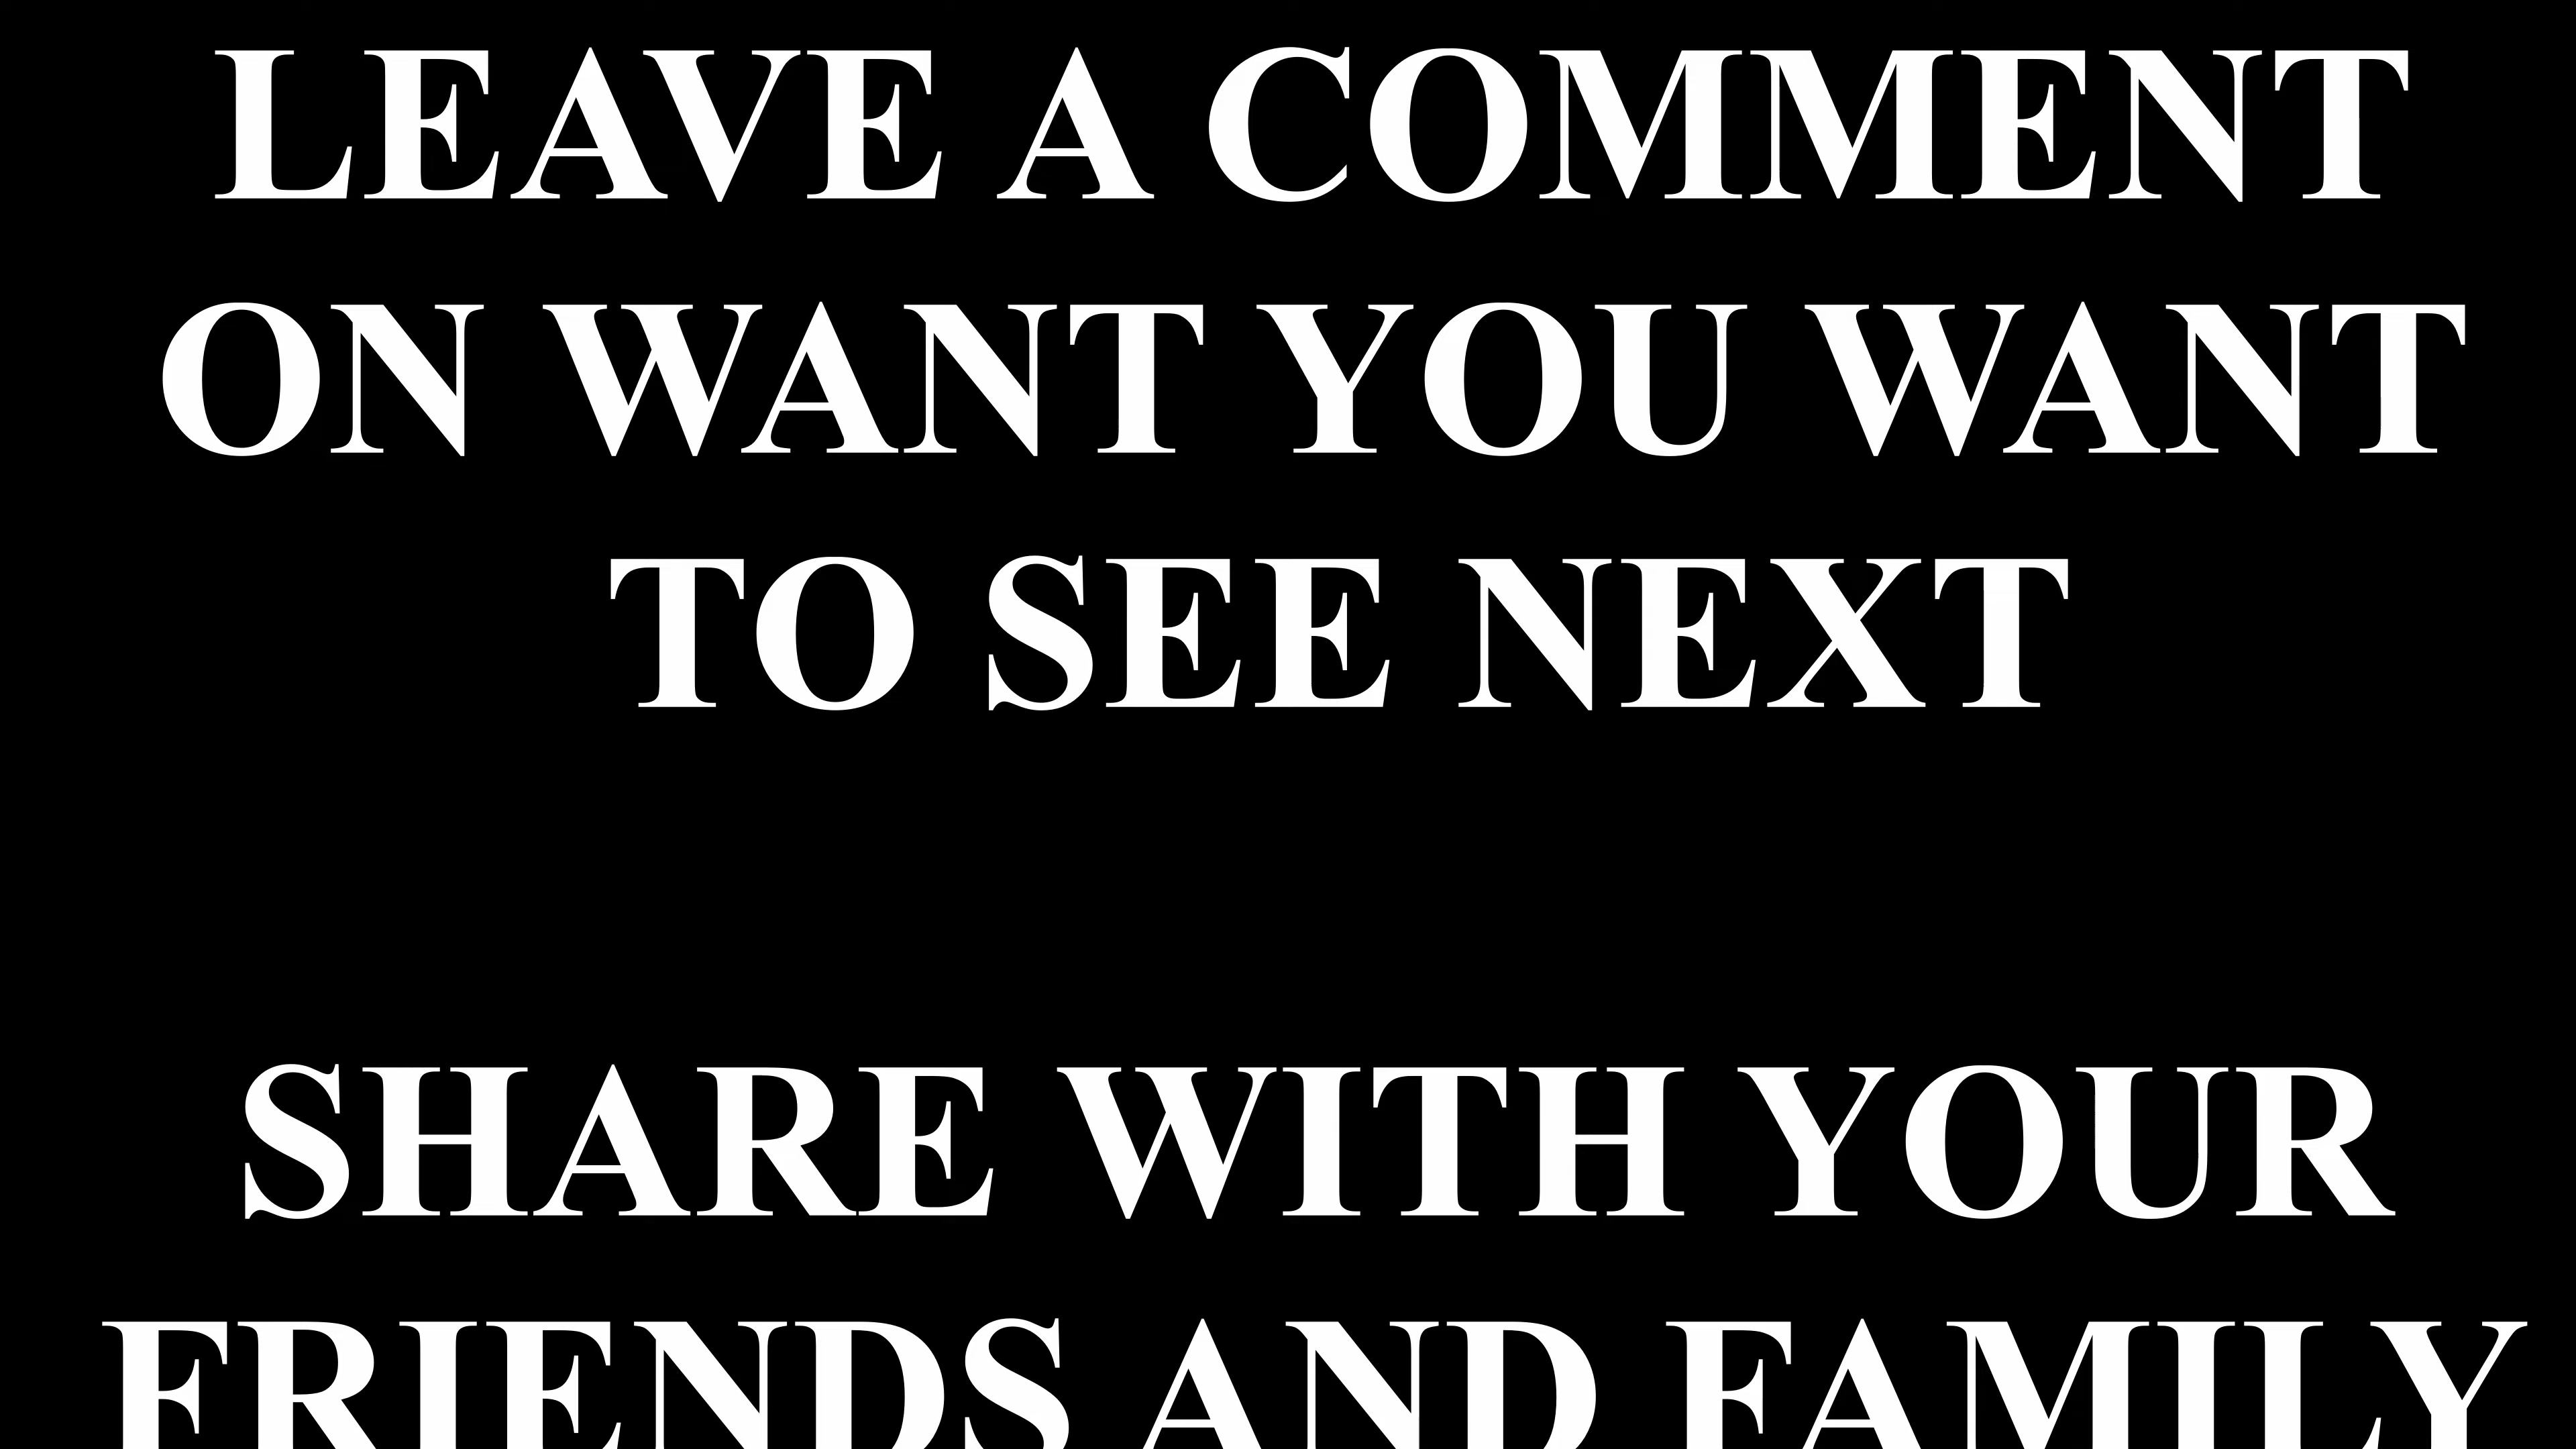 LEAVE A COMMENT
ON WANT YOU WANT
TO SEE NEXT
SHARE WITH YOUR
FRIENDS AND FAMILY